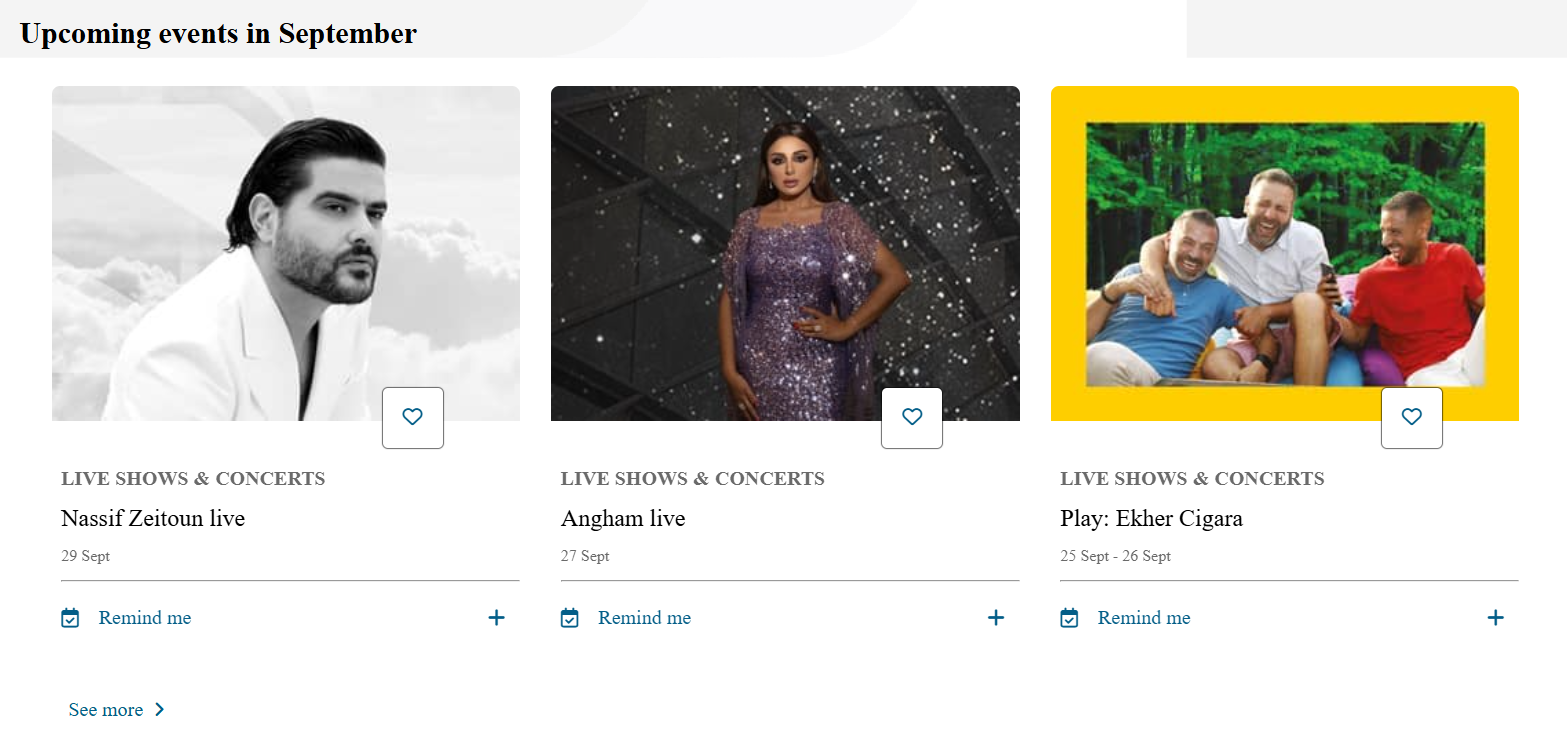 Upcoming events in September
LIVE SHOWS & CONCERTS
Nassif Zeitoun live
29 Sept
Remind me
LIVE SHOWS & CONCERTS
Angham live
27 Sept
Remind me
LIVE SHOWS & CONCERTS
Play: Ekher Cigara
25 Sept - 26 Sept
Remind me
See more